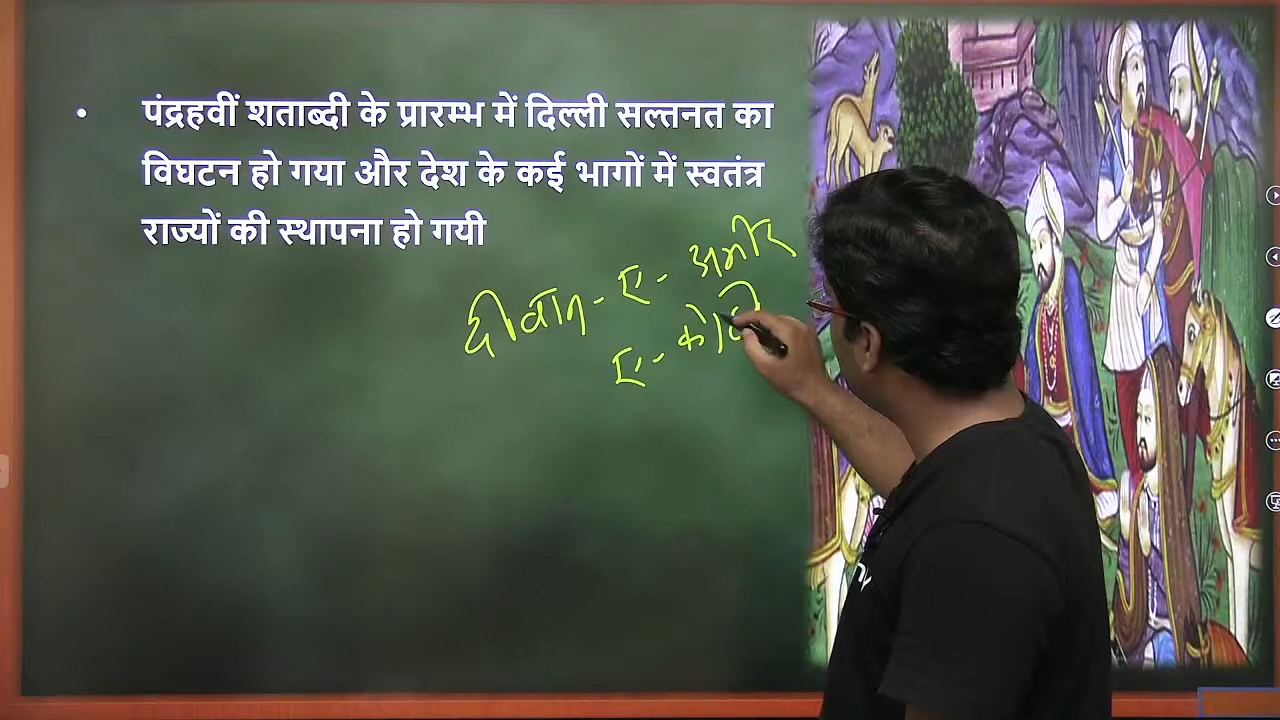 • पंद्रहवीं शताब्दी के प्रारम्भ में दिल्ली सल्तनत का
विघटन हो गया और देश के कई भागों में स्वतंत्र
राज्यों की स्थापना हो गयी
दीवान - ए - अमीर
ए -